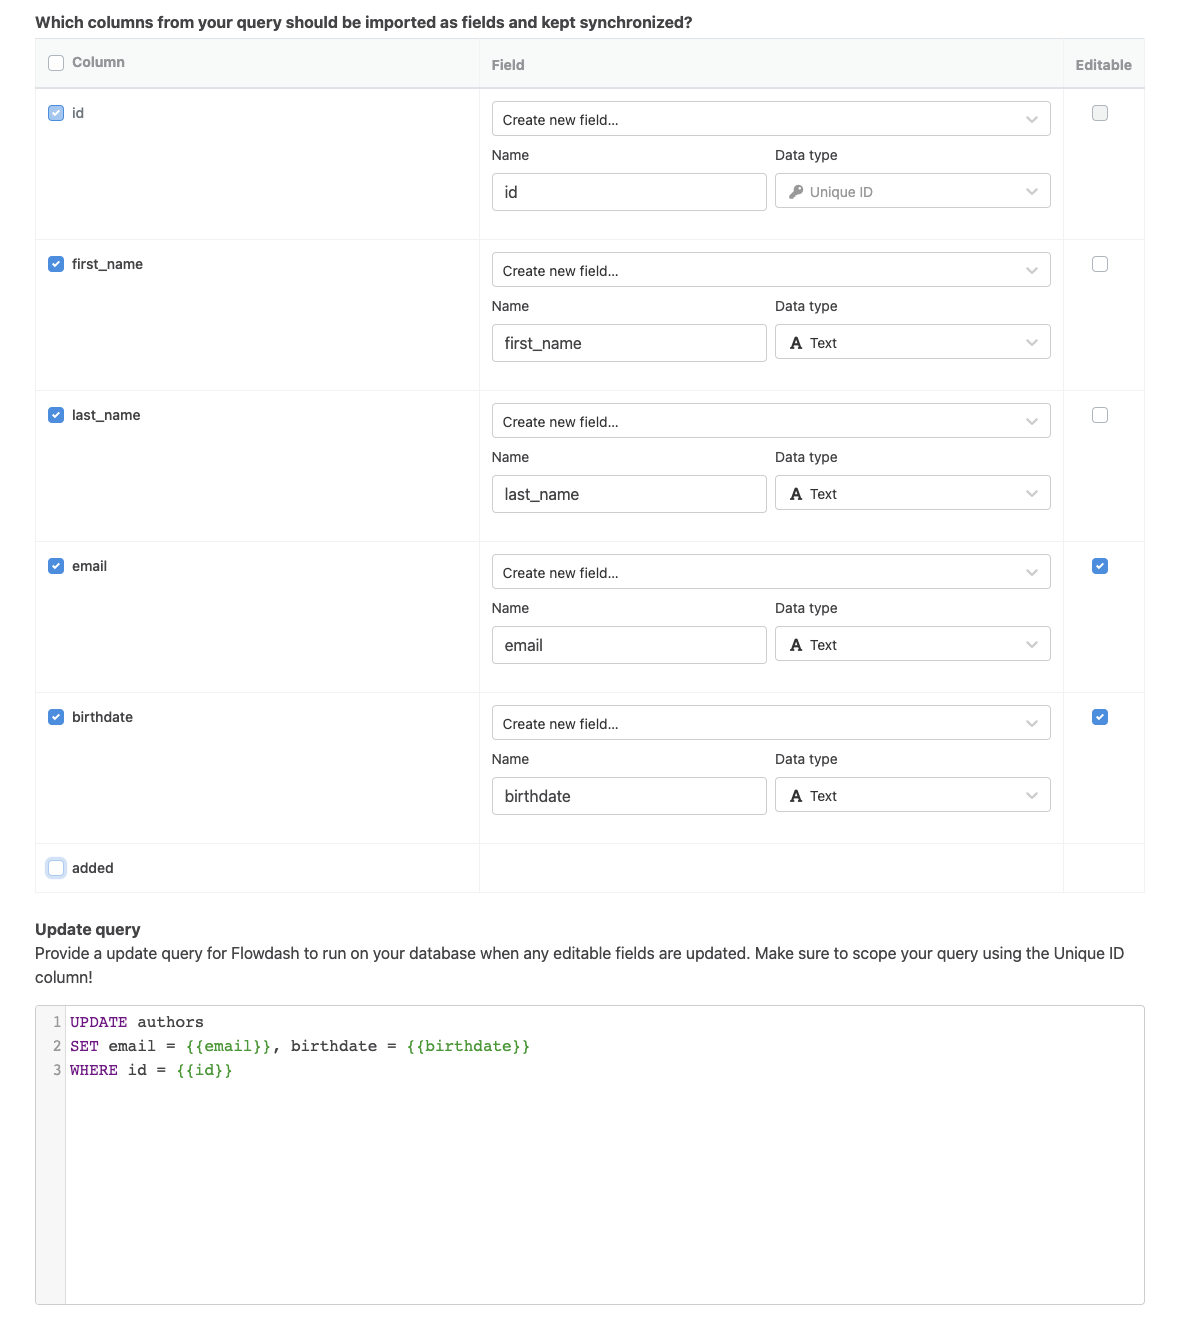 Which columns from your query should be imported as fields and kept synchronized?
Column Field Editable
id Create new field...
Name Data type
id Unique ID
first_name Create new field...
Name Data type
first_name A Text
last_name Create new field...
Name Data type
last_name A Text
email Create new field...
Name Data type
email A Text
birthdate Create new field...
Name Data type
birthdate A Text
added
Update query
Provide a update query for Flowdash to run on your database when any editable fields are updated. Make sure to scope your query using the Unique ID
column!
1 UPDATE authors
2 SET email = {{email}}, birthdate = {{birthdate}}
3 WHERE id = {{id}}